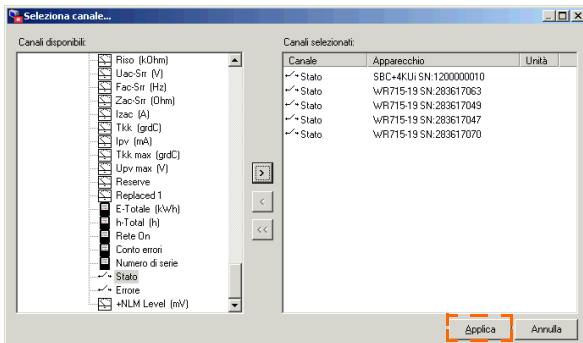 Seleziona canale...
Canali disponibili:
Riso (kOhm)
Uac-Srr (V)
Fac-Srr (Hz)
Zac-Srr (Ohm)
Izac (A)
Tkk (grdC)
Ipv (mA)
Tkk max (grdC)
Upv max (V)
Reserve
Replaced 1
E-Totale (kWh)
h-Total (h)
Rete On
Conto errori
Numero di serie
Stato
Errore
+NLM Level (mV)
>
<
<<
Canali selezionati:
Canale Apparecchio Unità
Stato SBC+4KUi SN:1200000010
Stato WR715-19 SN:283617063
Stato WR715-19 SN:283617049
Stato WR715-19 SN:283617047
Stato WR715-19 SN:283617070
Applica Annulla